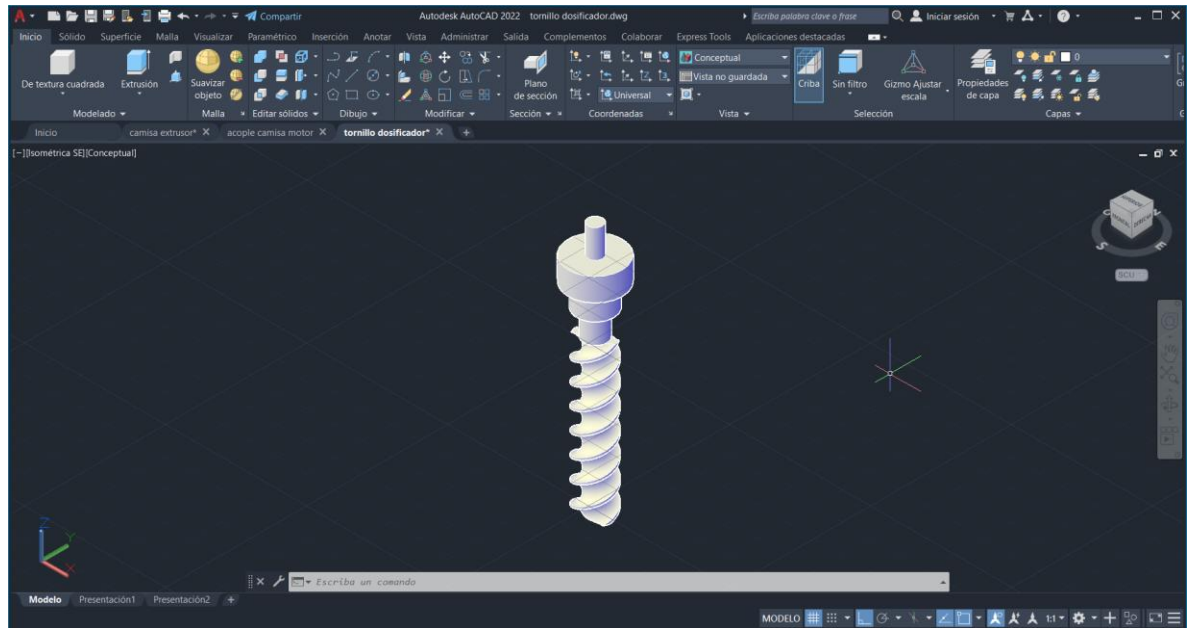 Compartir Autodesk AutoCAD 2022 tornillo dosificador.dwg Escriba palabra clave o frase Iniciar sesión
Inicio Sólido Superficie Malla Visualizar Paramétrico Inserción Anotar Vista Administrar Salida Complementos Colaborar Express Tools Aplicaciones destacadas
Conceptual 0
De textura cuadrada Extrusión Suavizar objeto Plano de sección Vista no guardada Criba Sin filtro Gizmo Ajustar escala Propiedades de capa
Universal
Modelado Malla Editar sólidos Dibujo Modificar Sección Coordenadas Vista Selección Capas
Inicio camisa extrusor* acople camisa motor tornillo dosificador*
[−][Isométrica SE][Conceptual]
SCU
Z
Y
X
Escriba un comando
Modelo Presentación1 Presentación2
MODELO 1:1